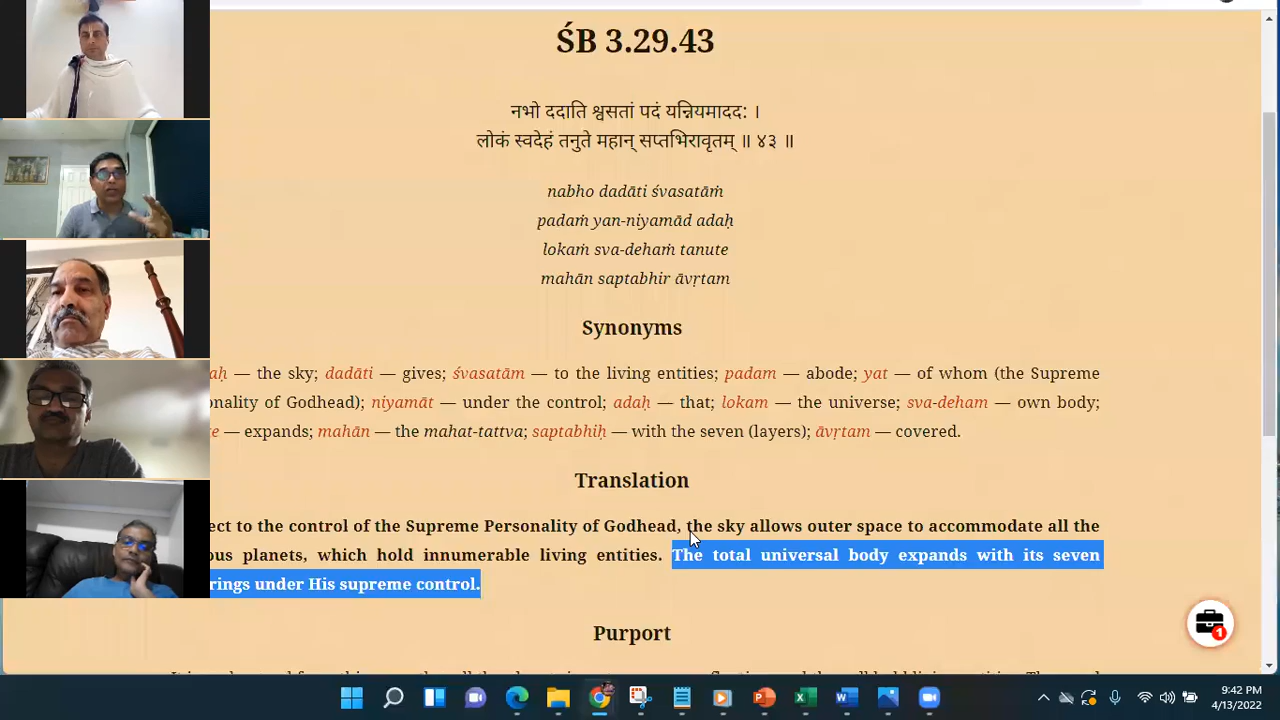 ŚB 3.29.43
नभो ददाति श्वसतां पदं यन्नियमादद: ।
लोकं स्वदेहं तनुते महान् सप्तभिरावृतम् ॥ ४३ ॥
nabho dadāti śvasatāṁ
padaṁ yan-niyamād adaḥ
lokaṁ sva-dehaṁ tanute
mahān saptabhir āvṛtam
Synonyms
— the sky; dadāti — gives; śvasatām — to the living entities; padam — abode; yat — of whom (the Supreme
of Godhead); niyamāt — under the control; adaḥ — that; lokam — the universe; sva-deham — own body;
— expands; mahān — the mahat-tattva; saptabhiḥ — with the seven (layers); āvṛtam — covered.
Translation
to the control of the Supreme Personality of Godhead, the sky allows outer space to accommodate all the
planets, which hold innumerable living entities. The total universal body expands with its seven
under His supreme control.
Purport
1
9:42 PM
4/13/2022